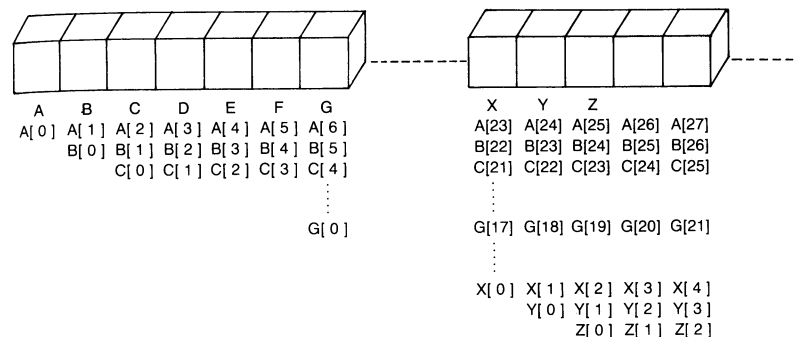 A B C D E F G
A[ 0 ] A[ 1 ] A[ 2 ] A[ 3 ] A[ 4 ] A[ 5 ] A[ 6 ]
B[ 0 ] B[ 1 ] B[ 2 ] B[ 3 ] B[ 4 ] B[ 5 ]
C[ 0 ] C[ 1 ] C[ 2 ] C[ 3 ] C[ 4 ]
G[ 0 ]
X Y Z
A[23] A[24] A[25] A[26] A[27]
B[22] B[23] B[24] B[25] B[26]
C[21] C[22] C[23] C[24] C[25]
G[17] G[18] G[19] G[20] G[21]
X[ 0 ] X[ 1 ] X[ 2 ] X[ 3 ] X[ 4 ]
Y[ 0 ] Y[ 1 ] Y[ 2 ] Y[ 3 ]
Z[ 0 ] Z[ 1 ] Z[ 2 ]